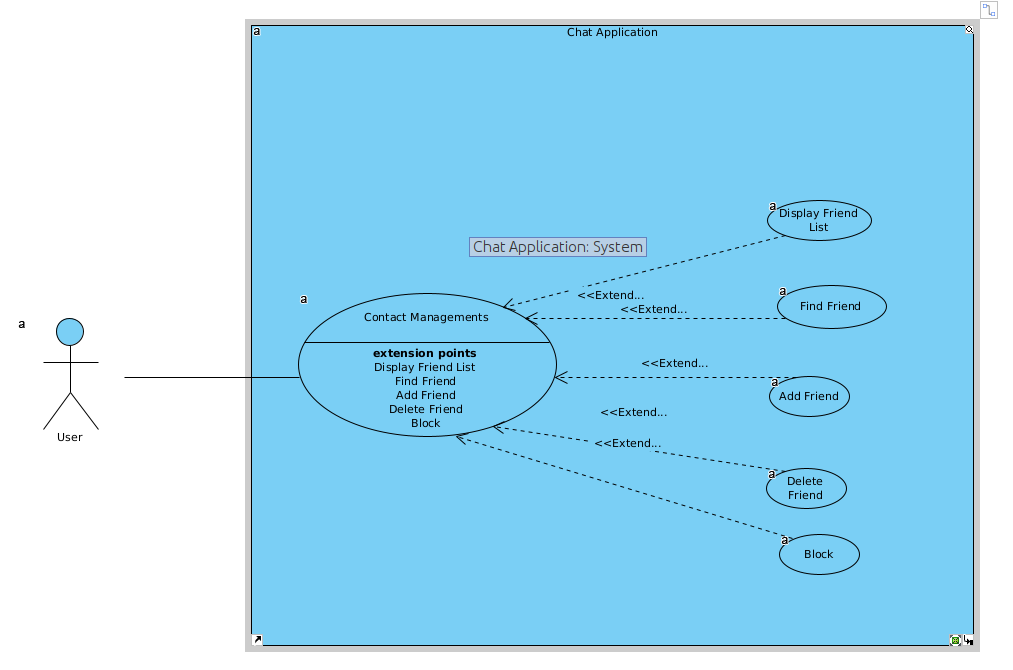 a
Chat Application
a
Display Friend
List
Chat Application: System
a
Find Friend
<<Extend...
<<Extend...
a
Contact Managements
extension points
Display Friend List
Find Friend
Add Friend
Delete Friend
Block
a
User
<<Extend...
a
Add Friend
<<Extend...
<<Extend...
a
Delete
Friend
a
Block